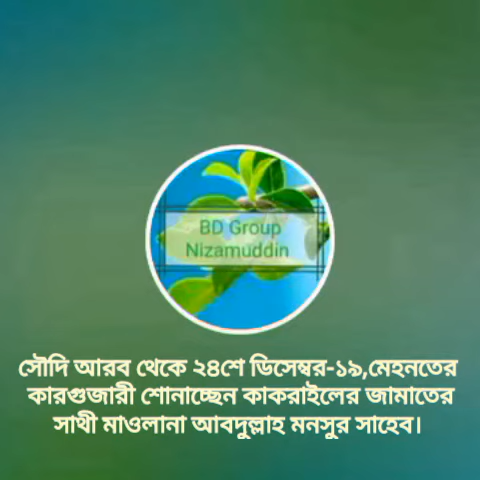 BD Group
Nizamuddin
সৌদি আরব থেকে ২৪শে ডিসেম্বর-১৯,মেহনতের
কারগুজারী শোনাচ্ছেন কাকরাইলের জামাতের
সাথী মাওলানা আবদুল্লাহ মনসুর সাহেব।